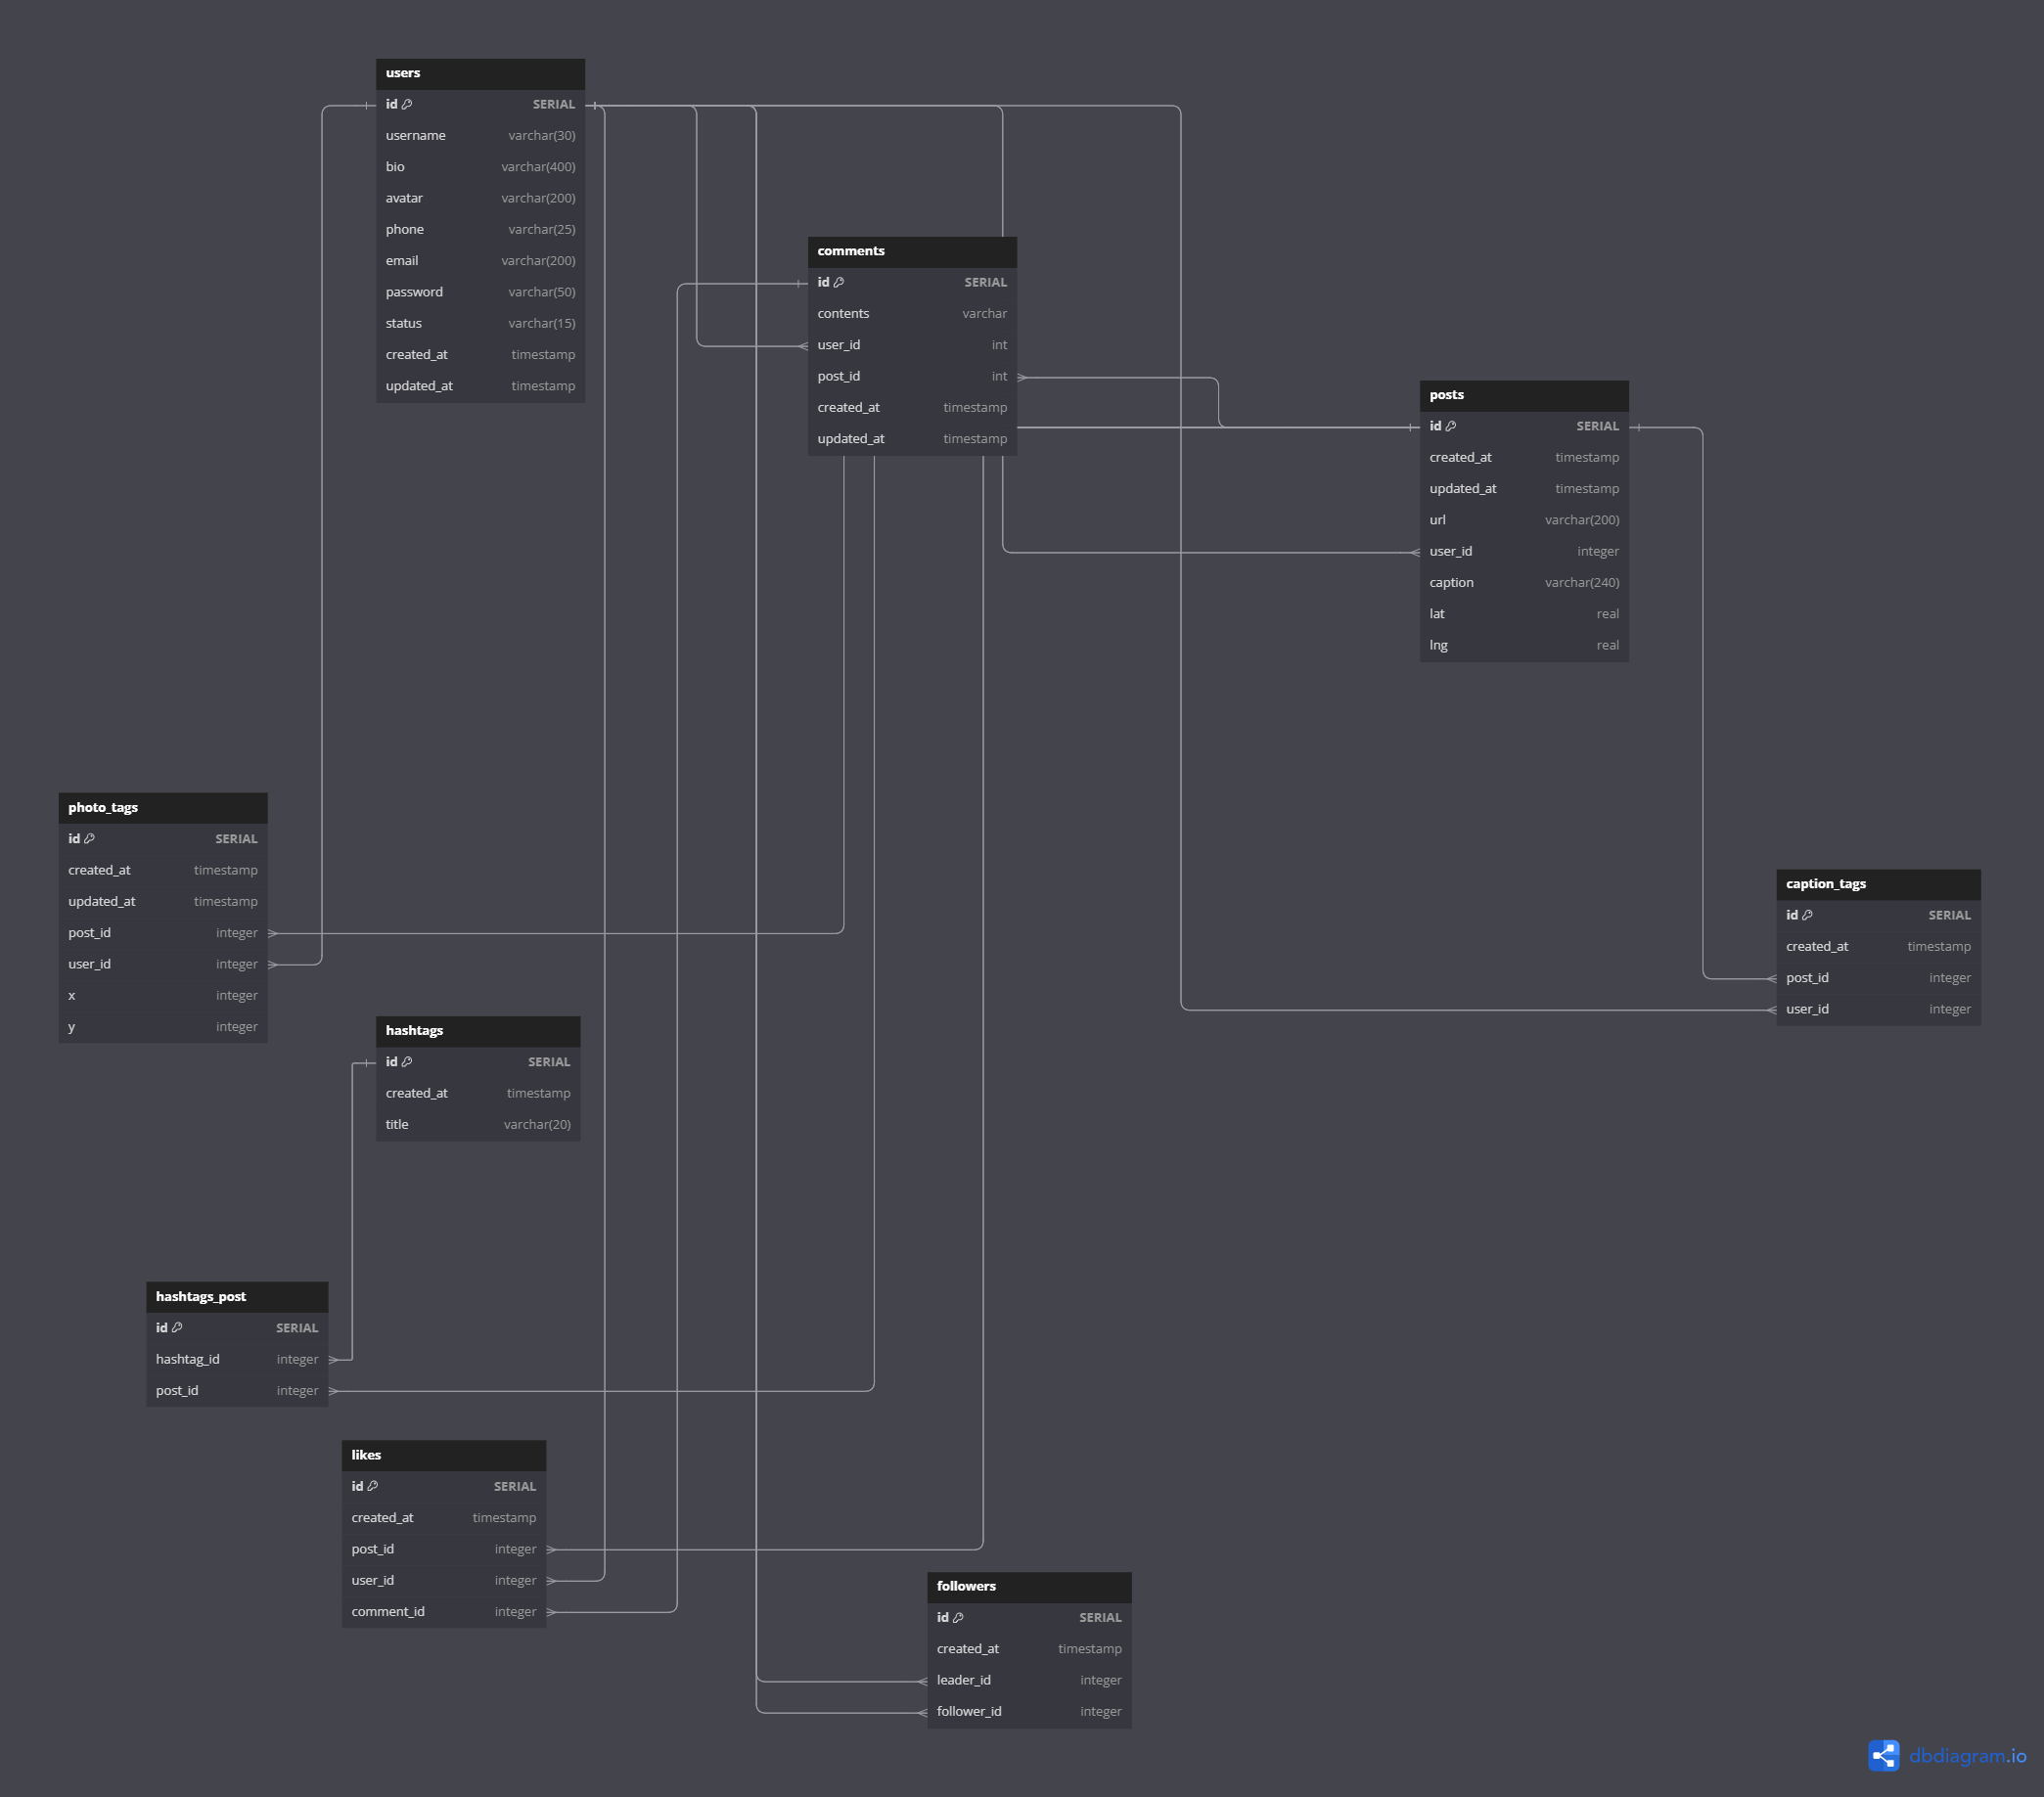 users
id SERIAL
username varchar(30)
bio varchar(400)
avatar varchar(200)
phone varchar(25)
email varchar(200)
password varchar(50)
status varchar(15)
created_at timestamp
updated_at timestamp
comments
id SERIAL
contents varchar
user_id int
post_id int
created_at timestamp
updated_at timestamp
posts
id SERIAL
created_at timestamp
updated_at timestamp
url varchar(200)
user_id integer
caption varchar(240)
lat real
lng real
photo_tags
id SERIAL
created_at timestamp
updated_at timestamp
post_id integer
user_id integer
x integer
y integer
caption_tags
id SERIAL
created_at timestamp
post_id integer
user_id integer
hashtags
id SERIAL
created_at timestamp
title varchar(20)
hashtags_post
id SERIAL
hashtag_id integer
post_id integer
likes
id SERIAL
created_at timestamp
post_id integer
user_id integer
comment_id integer
followers
id SERIAL
created_at timestamp
leader_id integer
follower_id integer
dbdiagram.io